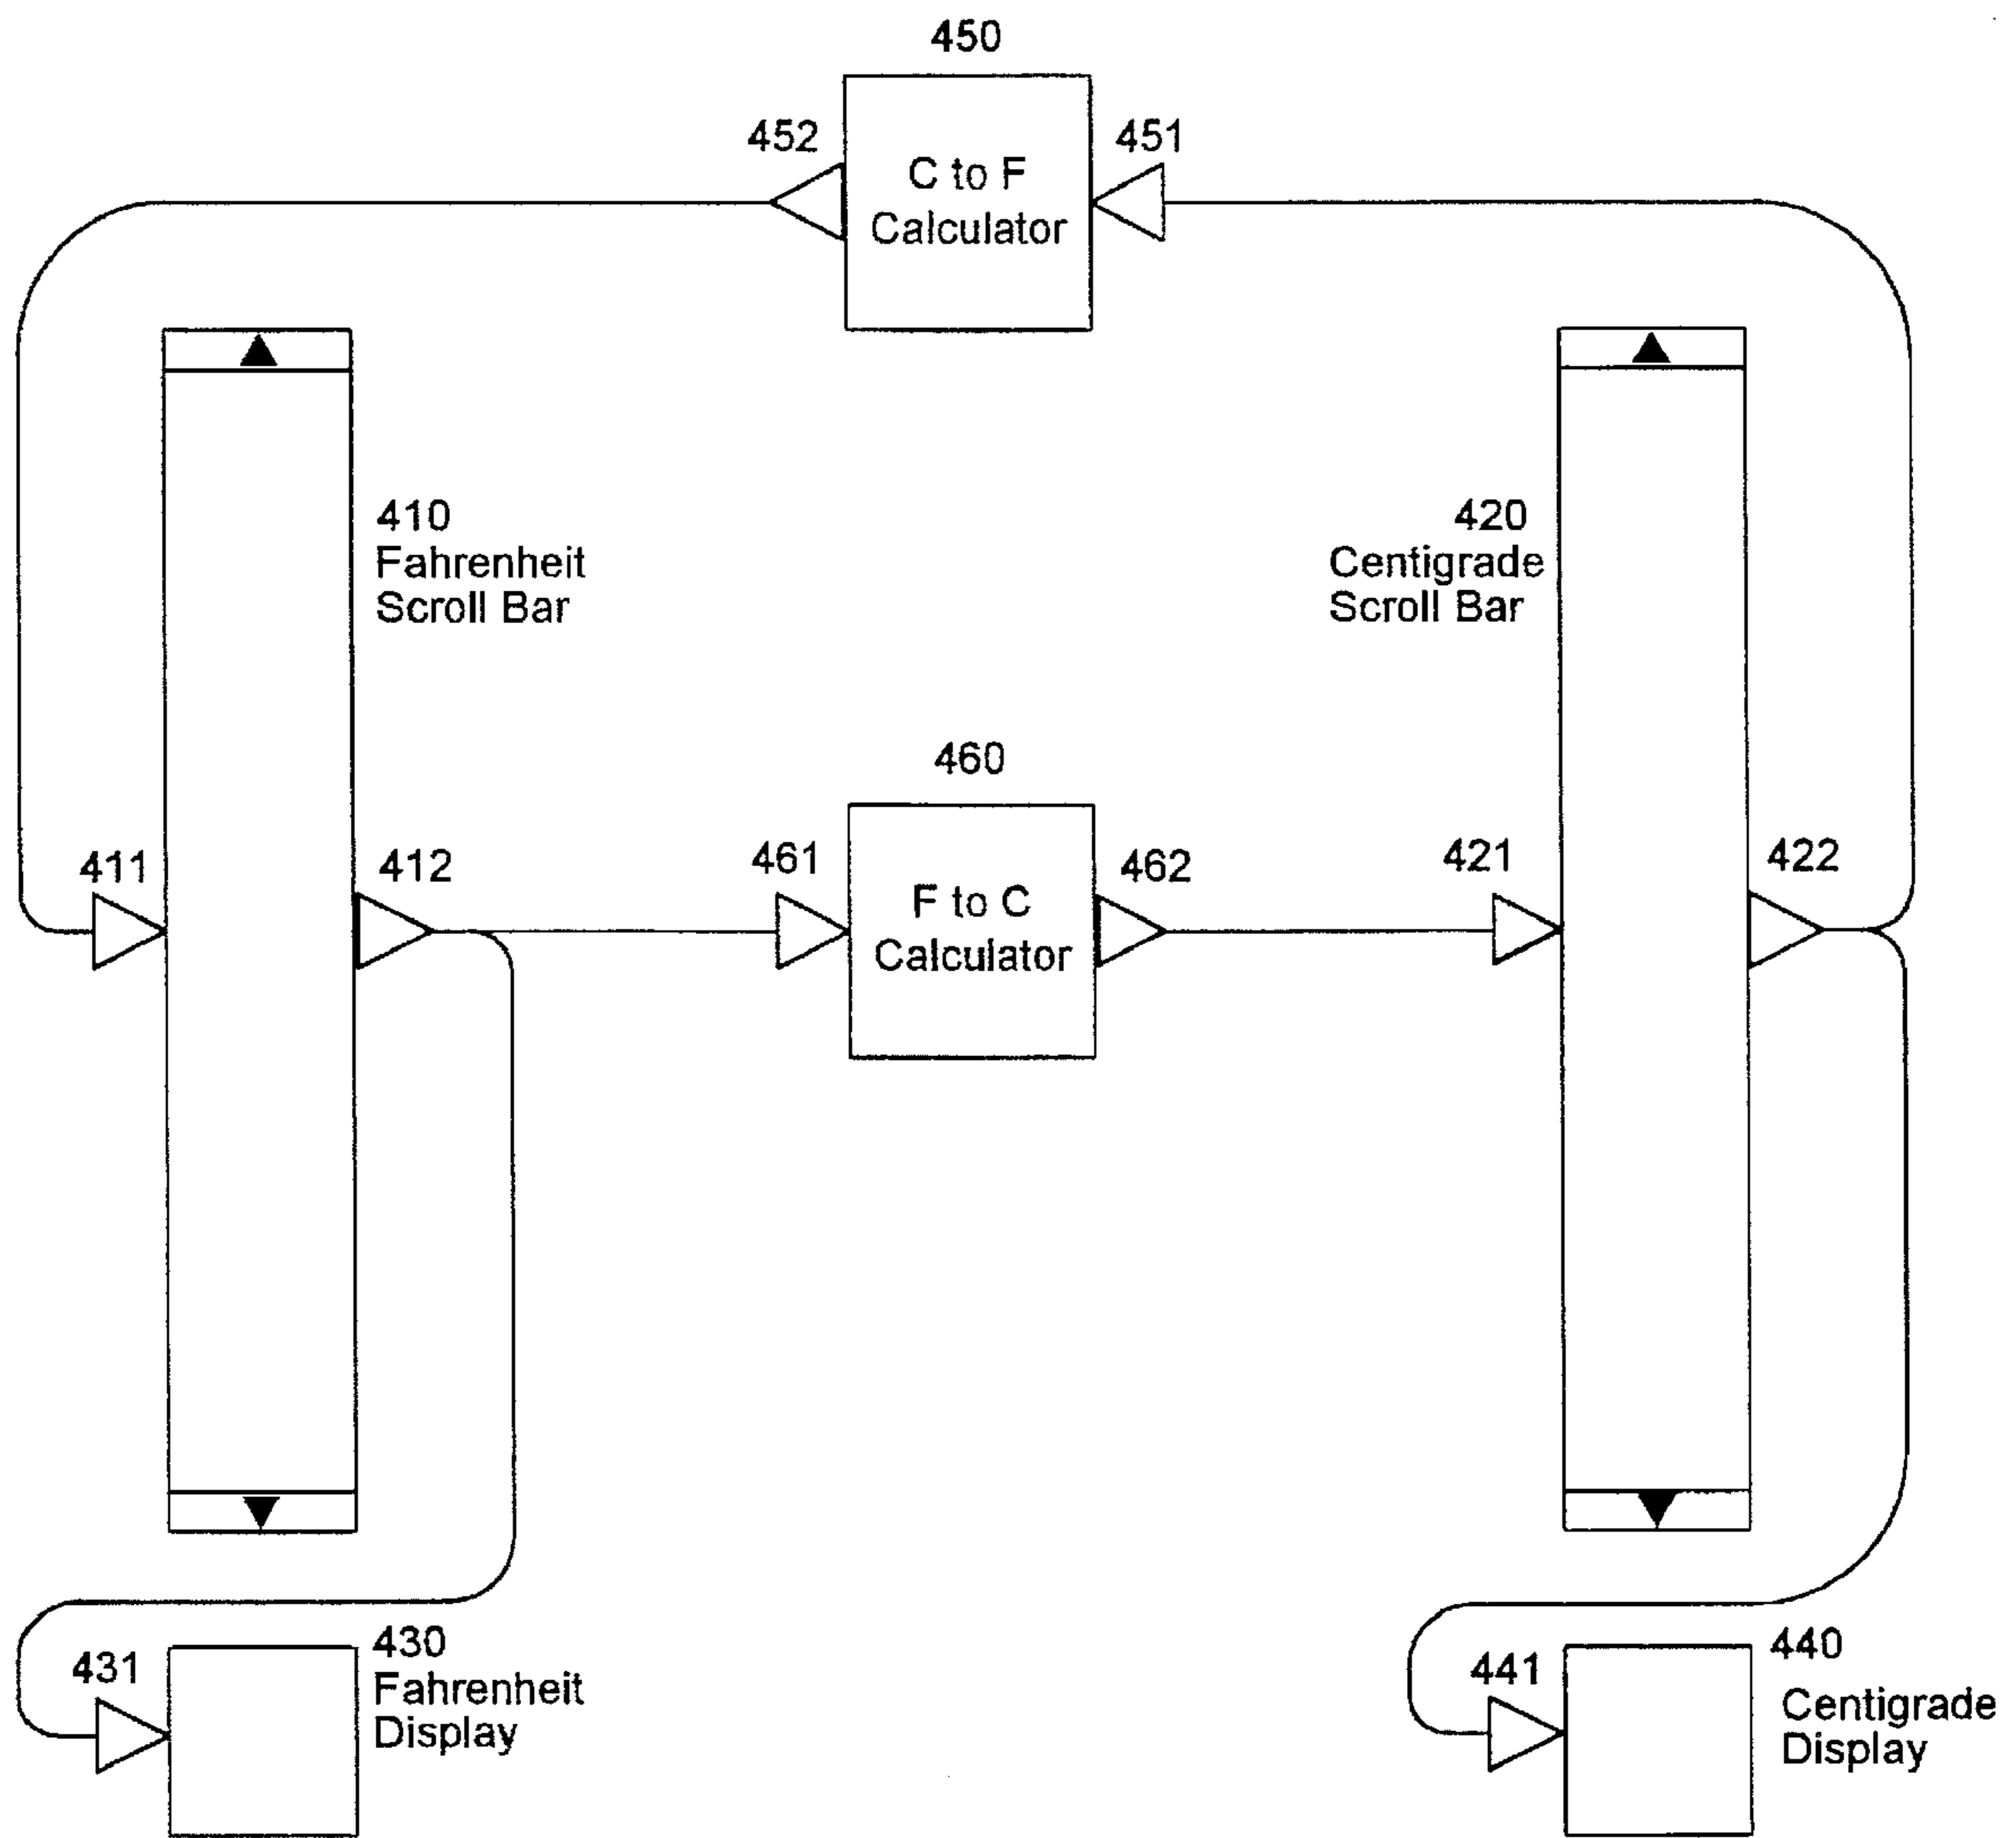 450
452
451
C to F
Calculator
410
Fahrenheit
Scroll Bar
420
Centigrade
Scroll Bar
460
411
412
461
462
421
422
F to C
Calculator
430
Fahrenheit
Display
431
440
Centigrade
Display
441